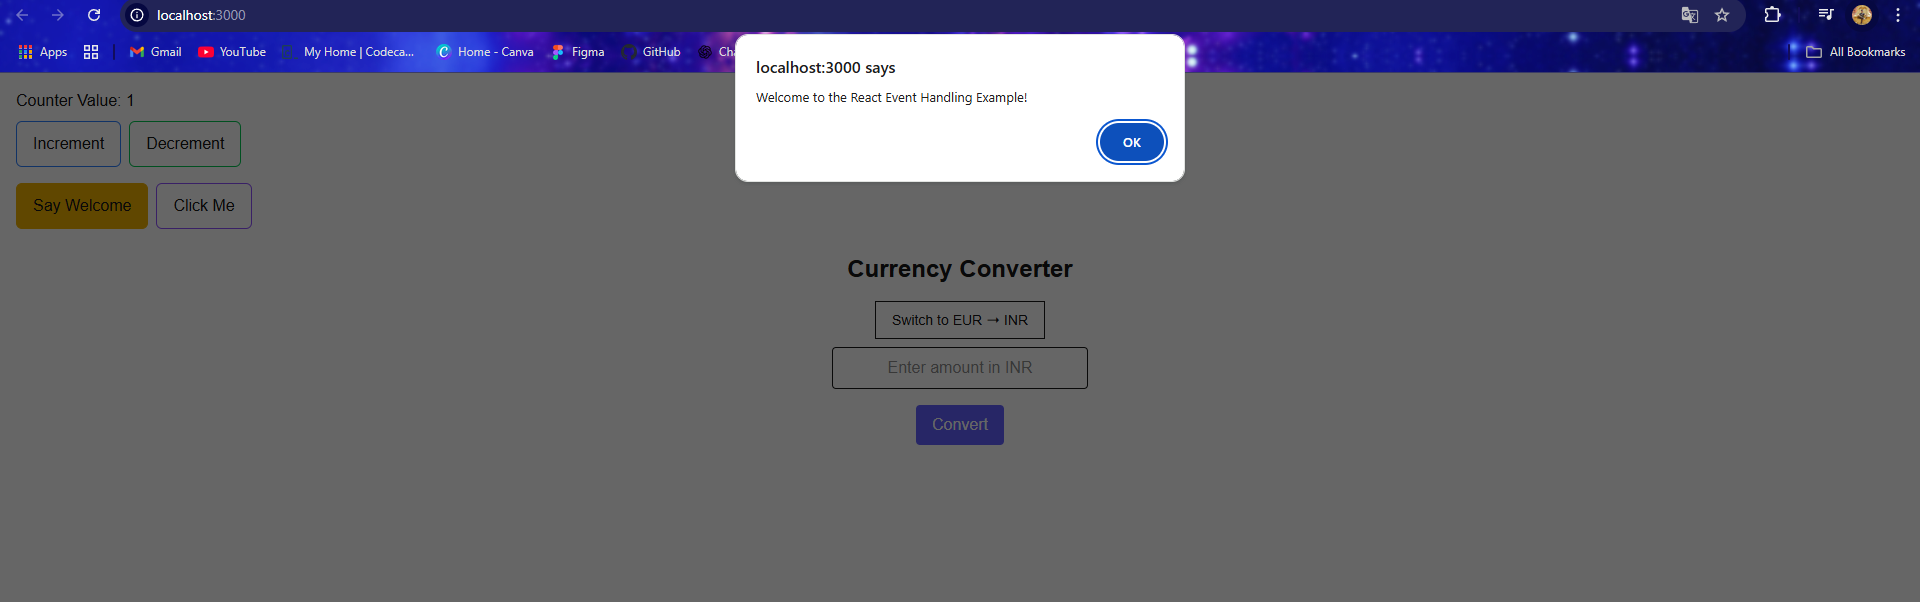 localhost:3000
Apps Gmail YouTube My Home | Codeca... Home - Canva Figma GitHub All Bookmarks
localhost:3000 says
Welcome to the React Event Handling Example!
OK
Counter Value: 1
Increment Decrement
Say Welcome Click Me
Currency Converter
Switch to EUR → INR
Enter amount in INR
Convert